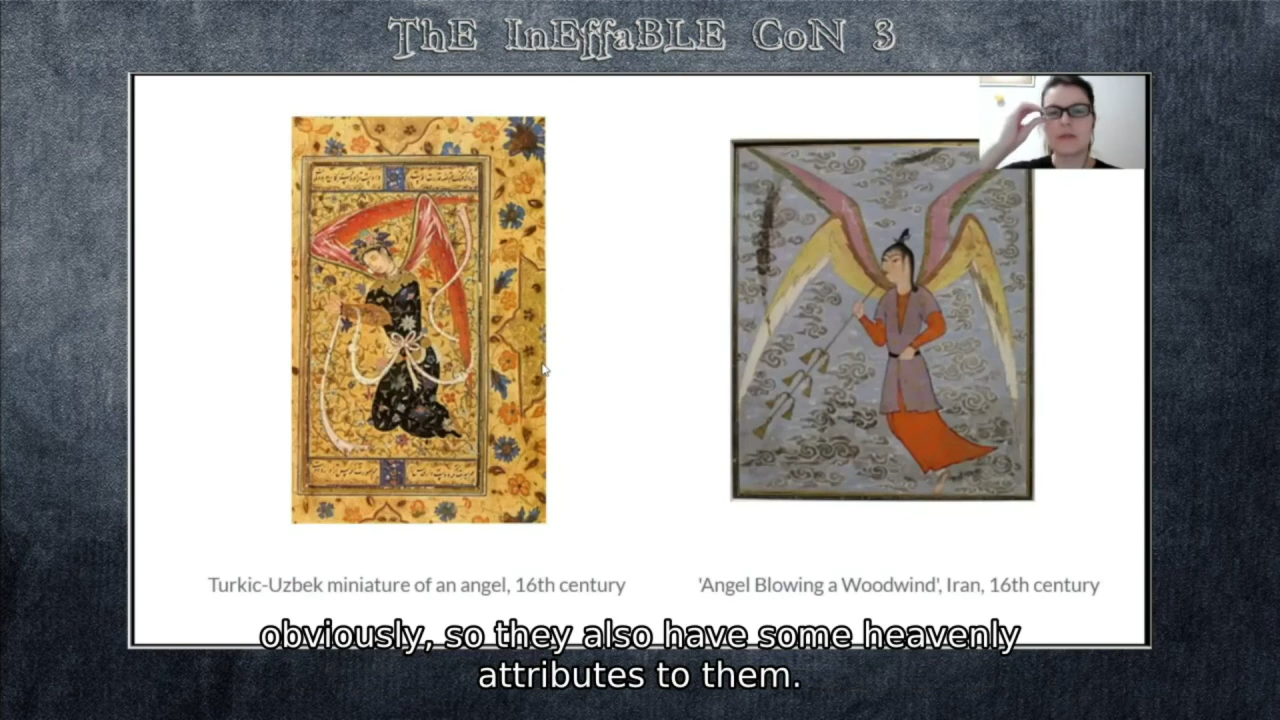 ThE InEffaBLE CoN 3
Turkic-Uzbek miniature of an angel, 16th century
'Angel Blowing a Woodwind', Iran, 16th century
obviously, so they also have some heavenly
attributes to them.